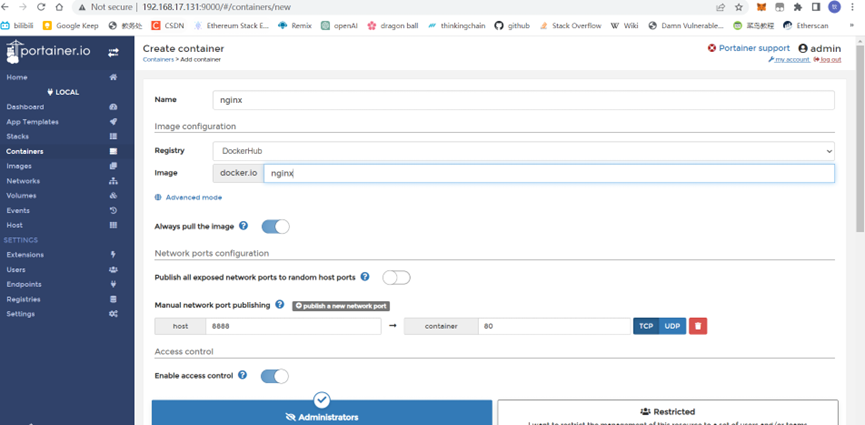 Not secure | 192.168.17.131:9000/#/containers/new
bilibili Google Keep 教务处 CSDN Ethereum Stack E... Remix openAI dragon ball thinkingchain github Stack Overflow Wiki Damn Vulnerable... 菜鸟教程 Etherscan
portainer.io
Home
LOCAL
Dashboard
App Templates
Stacks
Containers
Images
Networks
Volumes
Events
Host
SETTINGS
Extensions
Users
Endpoints
Registries
Settings
Create container
Containers > Add container
Portainer support admin
my account log out
Name nginx
Image configuration
Registry DockerHub
Image docker.io nginx
Advanced mode
Always pull the image
Network ports configuration
Publish all exposed network ports to random host ports
Manual network port publishing publish a new network port
host 8888 → container 80 TCP UDP
Access control
Enable access control
Administrators
Restricted
I want to restrict the management of this resource to a set of users and/or teams